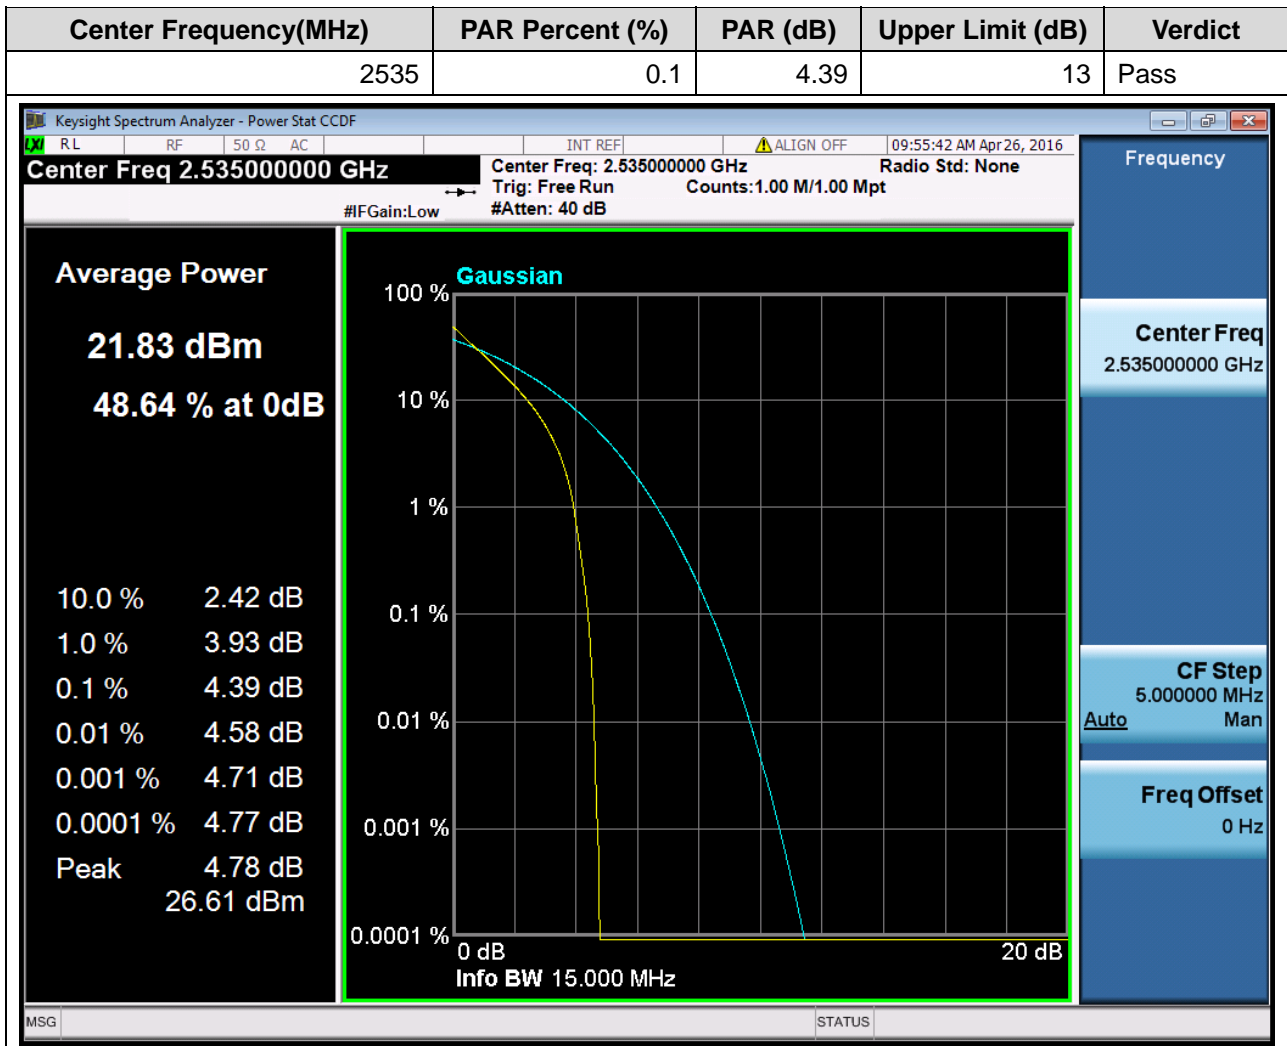 Center Frequency(MHz) PAR Percent (%) PAR (dB) Upper Limit (dB) Verdict
2535 0.1 4.39 13 Pass
Keysight Spectrum Analyzer - Power Stat CCDF
LXI RL RF 50 Ω AC INT REF ALIGN OFF 09:55:42 AM Apr 26, 2016
Center Freq 2.535000000 GHz
Center Freq: 2.535000000 GHz Radio Std: None
Trig: Free Run Counts:1.00 M/1.00 Mpt
#IFGain:Low #Atten: 40 dB
Average Power
21.83 dBm
48.64 % at 0dB
10.0 % 2.42 dB
1.0 % 3.93 dB
0.1 % 4.39 dB
0.01 % 4.58 dB
0.001 % 4.71 dB
0.0001 % 4.77 dB
Peak 4.78 dB
26.61 dBm
Gaussian
100 %
10 %
1 %
0.1 %
0.01 %
0.001 %
0.0001 %
0 dB 20 dB
Info BW 15.000 MHz
Frequency
Center Freq
2.535000000 GHz
CF Step
5.000000 MHz
Auto Man
Freq Offset
0 Hz
MSG STATUS